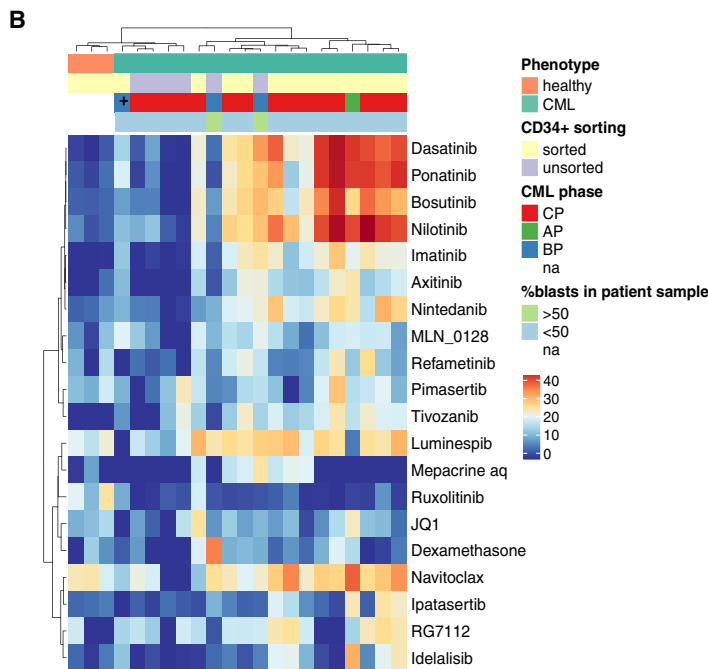 B
Phenotype
healthy
CML
CD34+ sorting
sorted
unsorted
CML phase
CP
AP
BP
na
%blasts in patient sample
>50
<50
na
40
30
20
10
0
+
Dasatinib
Ponatinib
Bosutinib
Nilotinib
Imatinib
Axitinib
Nintedanib
MLN_0128
Refametinib
Pimasertib
Tivozanib
Luminespib
Mepacrine aq
Ruxolitinib
JQ1
Dexamethasone
Navitoclax
Ipatasertib
RG7112
Idelalisib